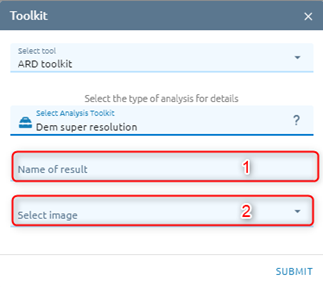 Toolkit ×
Select tool
ARD toolkit
Select the type of analysis for details
Select Analysis Toolkit
Dem super resolution ?
Name of result 1
Select image 2
SUBMIT